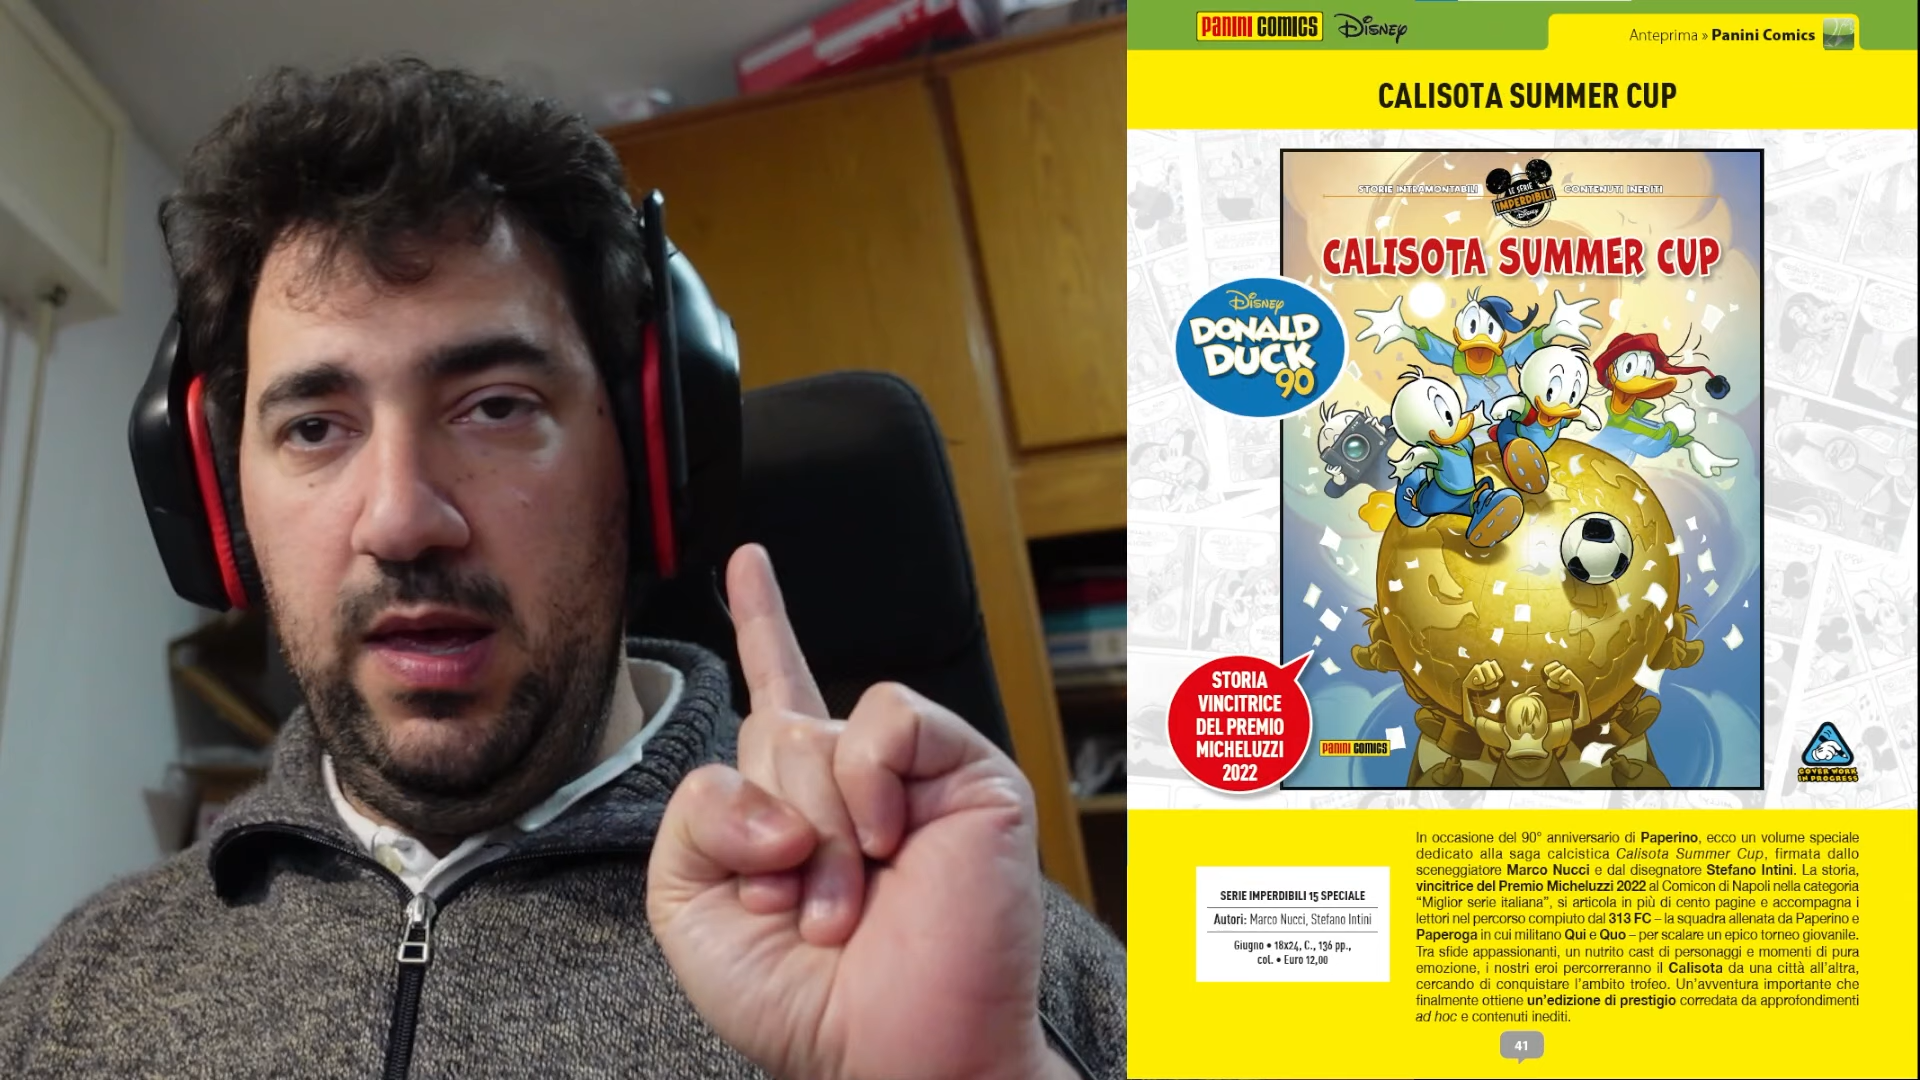 PANINI COMICS Disney
Anteprima » Panini Comics
CALISOTA SUMMER CUP
STORIE INTRAMONTABILI
LE SERIE
IMPERDIBILI
Disney
CONTENUTI INEDITI
CALISOTA SUMMER CUP
Disney
DONALD
DUCK
90
STORIA
VINCITRICE
DEL PREMIO
MICHELUZZI
2022
PANINI COMICS
COVER WORK
IN PROGRESS
SERIE IMPERDIBILI 15 SPECIALE
Autori: Marco Nucci, Stefano Intini
Giugno • 18x24, C., 136 pp.,
col. • Euro 12,00
In occasione del 90° anniversario di Paperino, ecco un volume speciale
dedicato alla saga calcistica Calisota Summer Cup, firmata dallo
sceneggiatore Marco Nucci e dal disegnatore Stefano Intini. La storia,
vincitrice del Premio Micheluzzi 2022 al Comicon di Napoli nella categoria
“Miglior serie italiana”, si articola in più di cento pagine e accompagna i
lettori nel percorso compiuto dal 313 FC – la squadra allenata da Paperino e
Paperoga in cui militano Qui e Quo – per scalare un epico torneo giovanile.
Tra sfide appassionanti, un nutrito cast di personaggi e momenti di pura
emozione, i nostri eroi percorreranno il Calisota da una città all’altra,
cercando di conquistare l’ambito trofeo. Un’avventura importante che
finalmente ottiene un’edizione di prestigio corredata da approfondimenti
ad hoc e contenuti inediti.
41